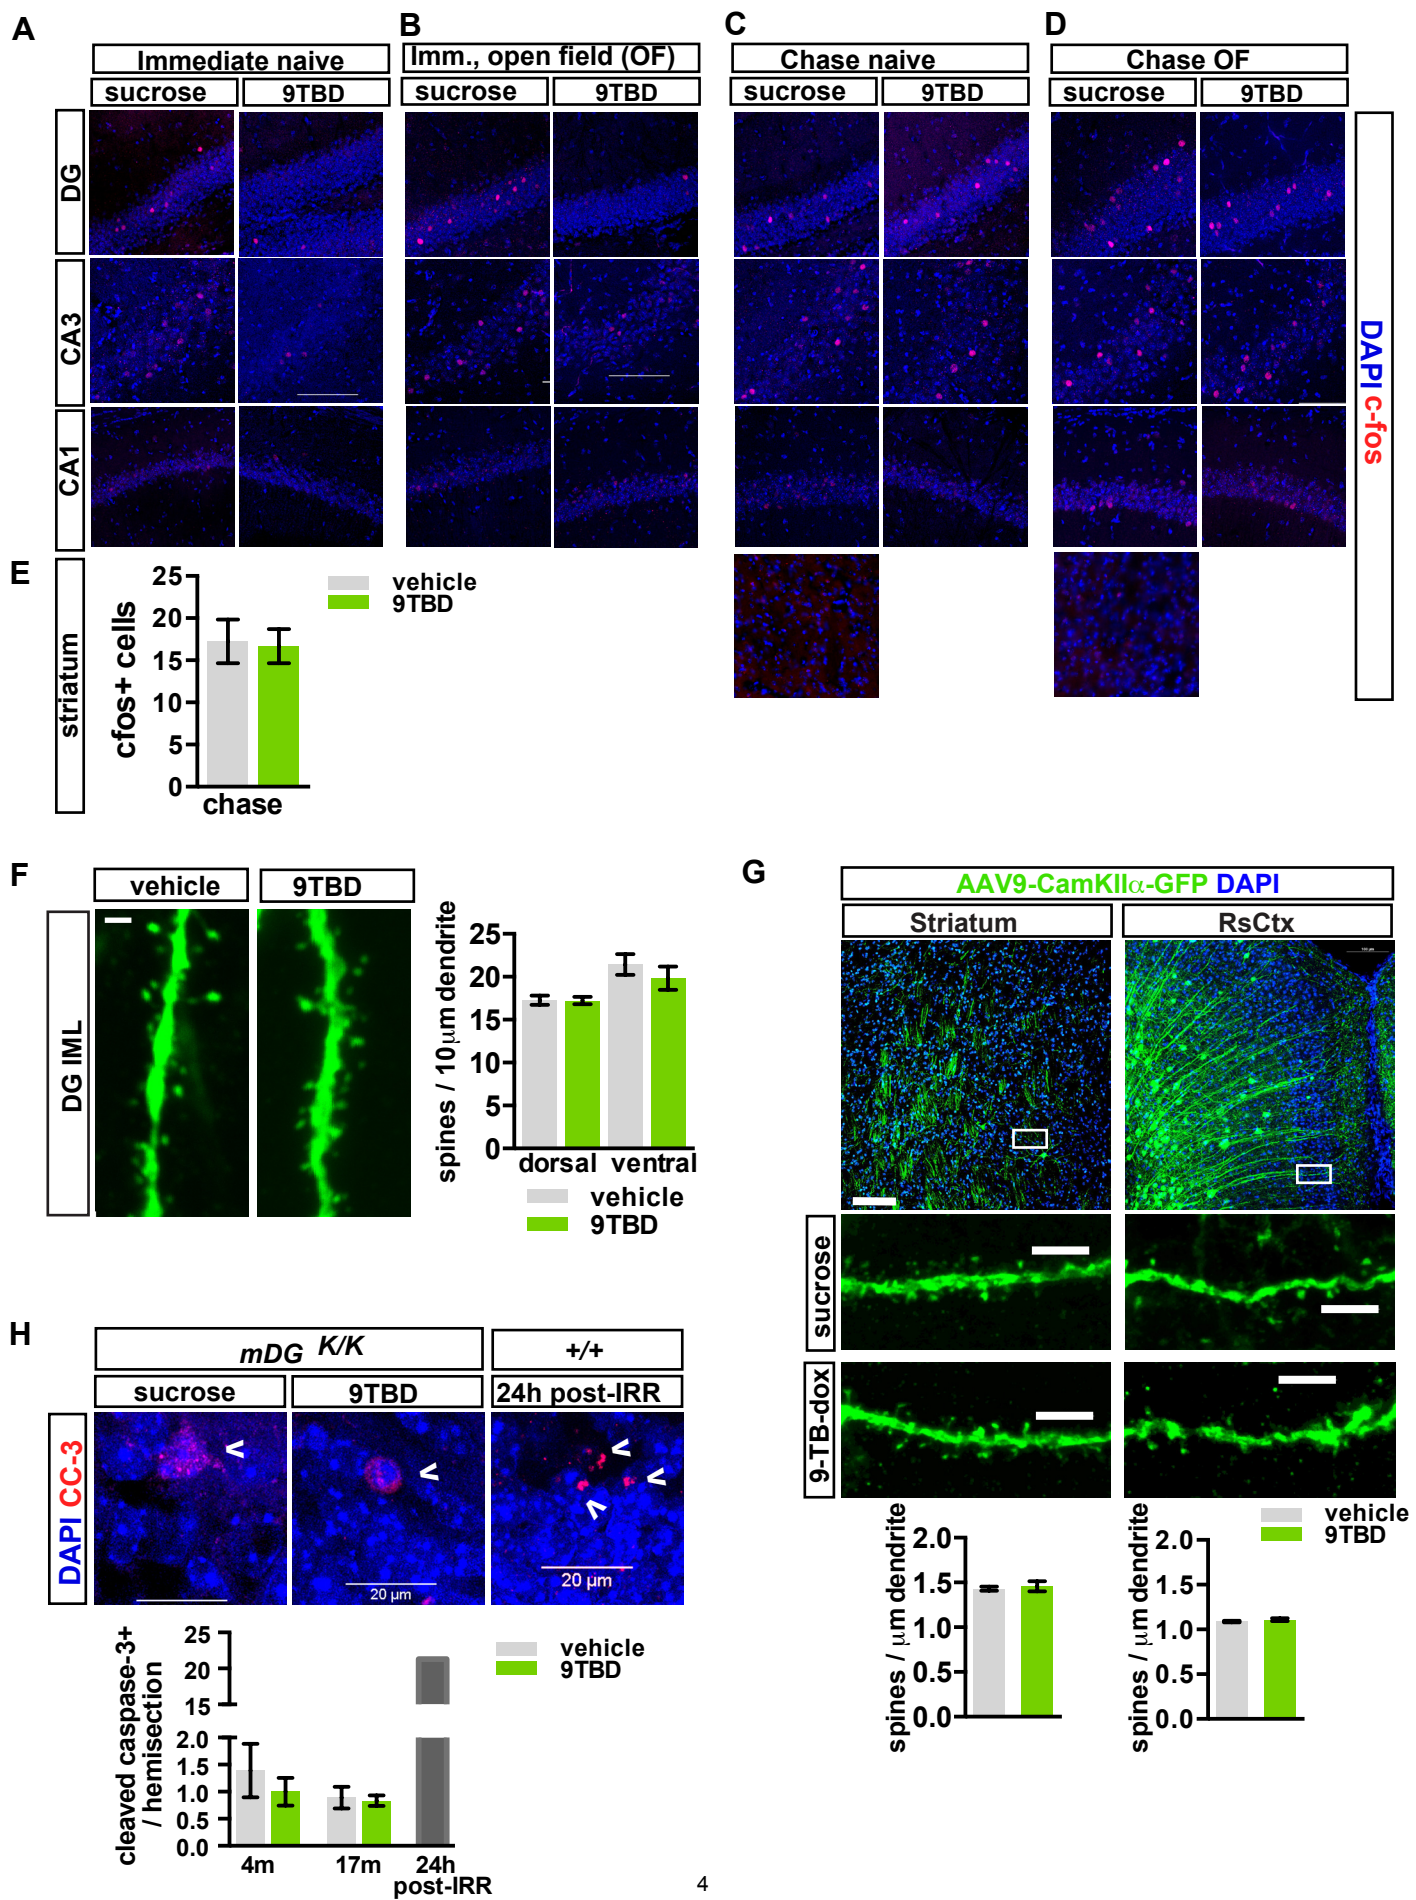 A
B
C
D
Immediate naive
Imm., open field (OF)
Chase naive
Chase OF
sucrose
9TBD
sucrose
9TBD
sucrose
9TBD
sucrose
9TBD
DG
CA3
CA1
DAPI c-fos
E
striatum
cfos+ cells
25
20
15
10
5
0
chase
vehicle
9TBD
F
vehicle
9TBD
DG IML
spines / 10µm dendrite
25
20
15
10
5
0
dorsal ventral
vehicle
9TBD
G
AAV9-CamKIIα-GFP DAPI
Striatum
RsCtx
sucrose
9-TB-dox
spines / µm dendrite
2.0
1.5
1.0
0.5
0.0
spines / µm dendrite
2.0
1.5
1.0
0.5
0.0
vehicle
9TBD
H
mDG K/K
+/+
sucrose
9TBD
24h post-IRR
DAPI CC-3
20 µm
20 µm
cleaved caspase-3+
/ hemisection
25
20
15
2.0
1.5
1.0
0.5
0.0
4m
17m
24h
post-IRR
vehicle
9TBD
4